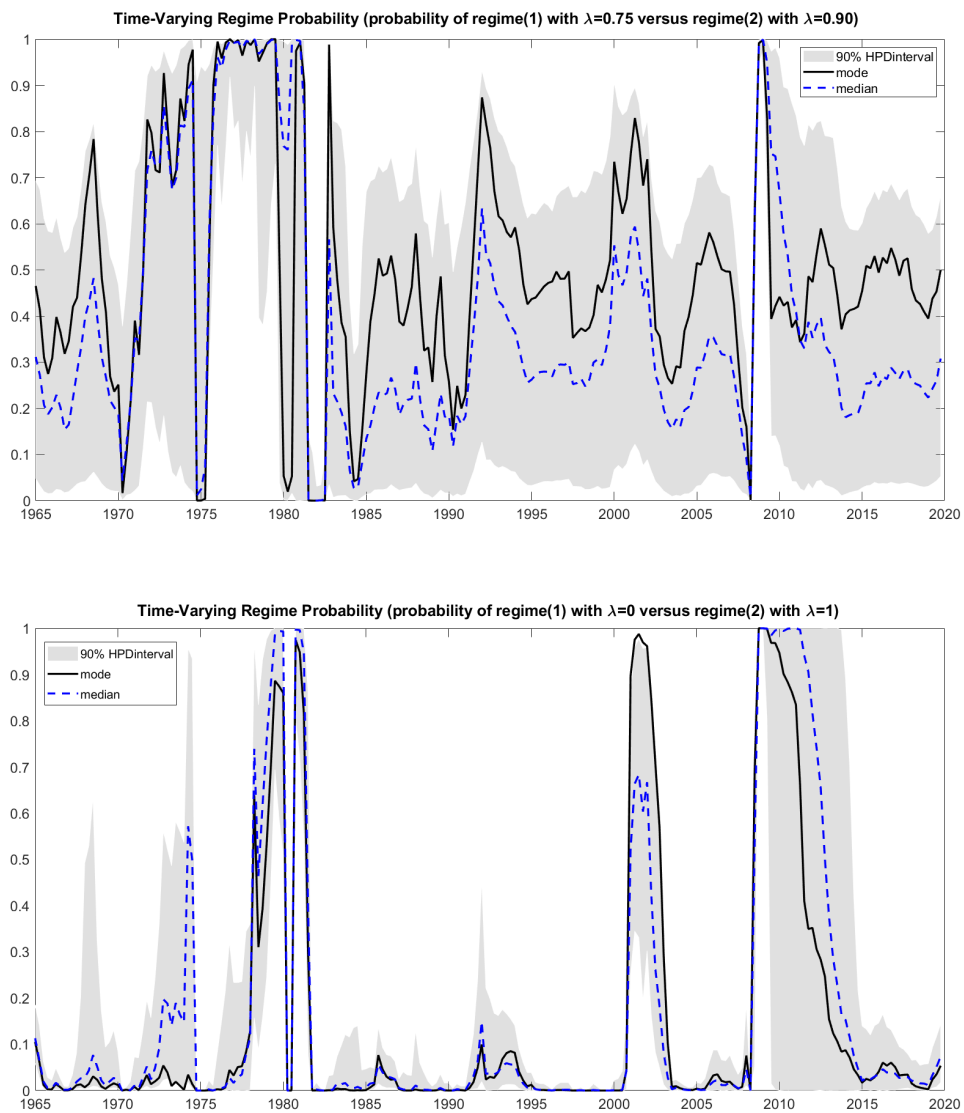 Time-Varying Regime Probability (probability of regime(1) with λ=0.75 versus regime(2) with λ=0.90)
1
0.9
0.8
0.7
0.6
0.5
0.4
0.3
0.2
0.1
0
90% HPDinterval
mode
median
1965 1970 1975 1980 1985 1990 1995 2000 2005 2010 2015 2020
Time-Varying Regime Probability (probability of regime(1) with λ=0 versus regime(2) with λ=1)
1
0.9
0.8
0.7
0.6
0.5
0.4
0.3
0.2
0.1
0
90% HPDinterval
mode
median
1965 1970 1975 1980 1985 1990 1995 2000 2005 2010 2015 2020